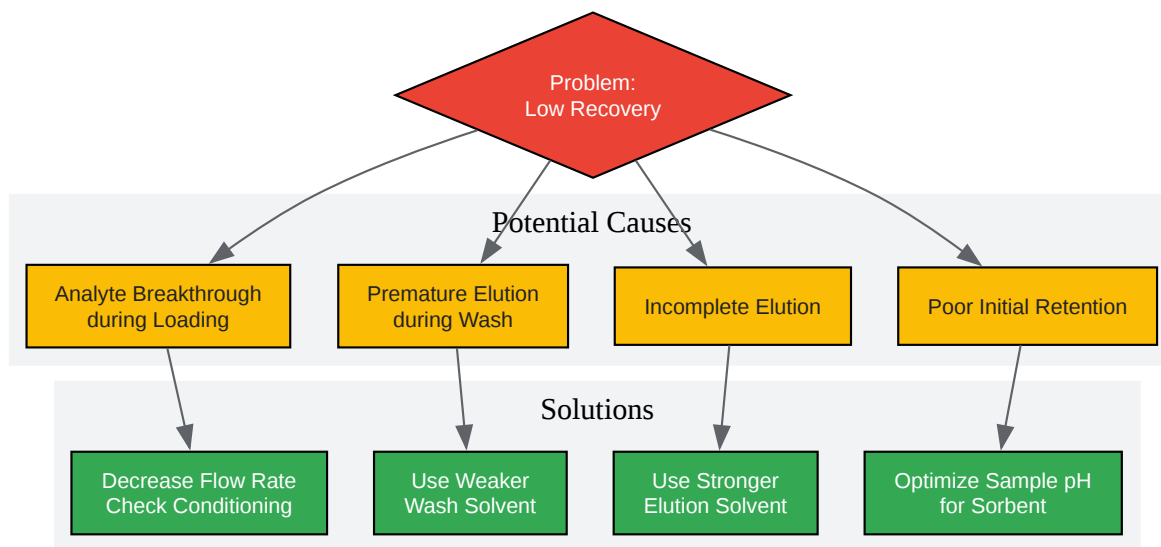 Problem:
Low Recovery
Potential Causes
Analyte Breakthrough
during Loading
Premature Elution
during Wash
Incomplete Elution
Poor Initial Retention
Solutions
Decrease Flow Rate
Check Conditioning
Use Weaker
Wash Solvent
Use Stronger
Elution Solvent
Optimize Sample pH
for Sorbent